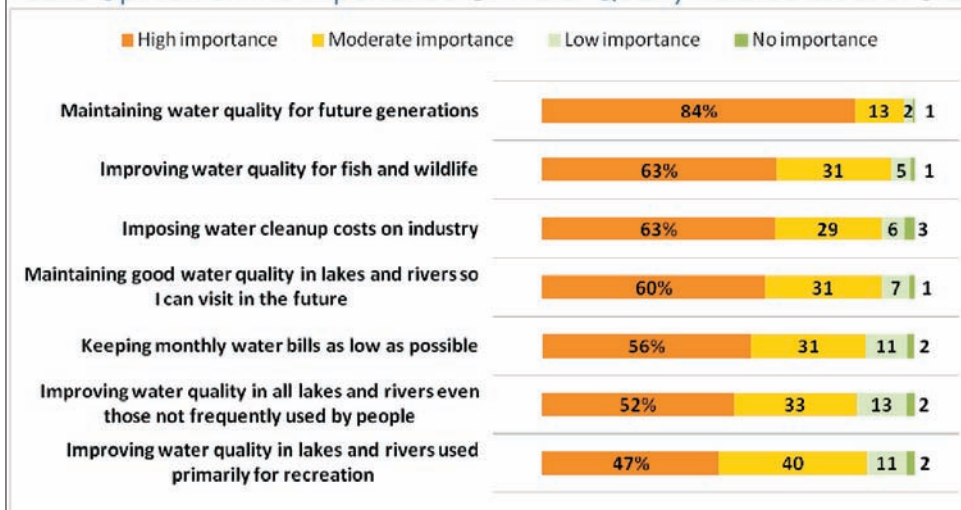 High importance Moderate importance Low importance No importance
Maintaining water quality for future generations 84% 13 2 1
Improving water quality for fish and wildlife 63% 31 5 1
Imposing water cleanup costs on industry 63% 29 6 3
Maintaining good water quality in lakes and rivers so
I can visit in the future 60% 31 7 1
Keeping monthly water bills as low as possible 56% 31 11 2
Improving water quality in all lakes and rivers even
those not frequently used by people 52% 33 13 2
Improving water quality in lakes and rivers used
primarily for recreation 47% 40 11 2